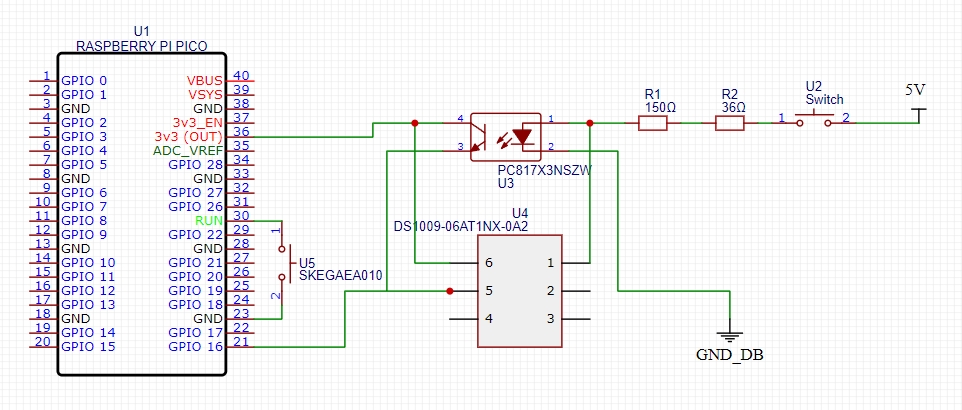 U1
RASPBERRY PI PICO
1 GPIO 0 VBUS 40
2 GPIO 1 VSYS 39
3 GND GND 38
4 GPIO 2 3v3_EN 37
5 GPIO 3 3v3 (OUT) 36
6 GPIO 4 ADC_VREF 35
7 GPIO 5 GPIO 28 34
8 GND GND 33
9 GPIO 6 GPIO 27 32
10 GPIO 7 GPIO 26 31
11 GPIO 8 RUN 30
12 GPIO 9 GPIO 22 29
13 GND GND 28
14 GPIO 10 GPIO 21 27
15 GPIO 11 GPIO 20 26
16 GPIO 12 GPIO 19 25
17 GPIO 13 GPIO 18 24
18 GND GND 23
19 GPIO 14 GPIO 17 22
20 GPIO 15 GPIO 16 21
1
U5
SKEGAEA010
2
4 1
3 2
PC817X3NSZW
U3
U4
DS1009-06AT1NX-0A2
6 1
5 2
4 3
R1
150Ω
R2
36Ω
U2
Switch
1 2
5V
GND_DB